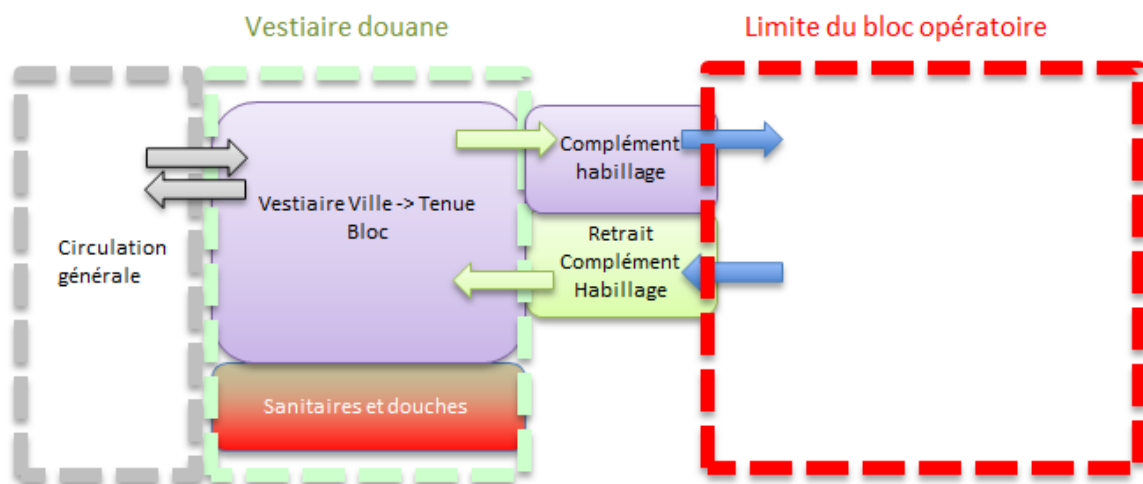 Vestiaire douane
Limite du bloc opératoire
Complément
habillage
Vestiaire Ville -> Tenue
Bloc
Circulation
générale
Retrait
Complément
Habillage
Sanitaires et douches